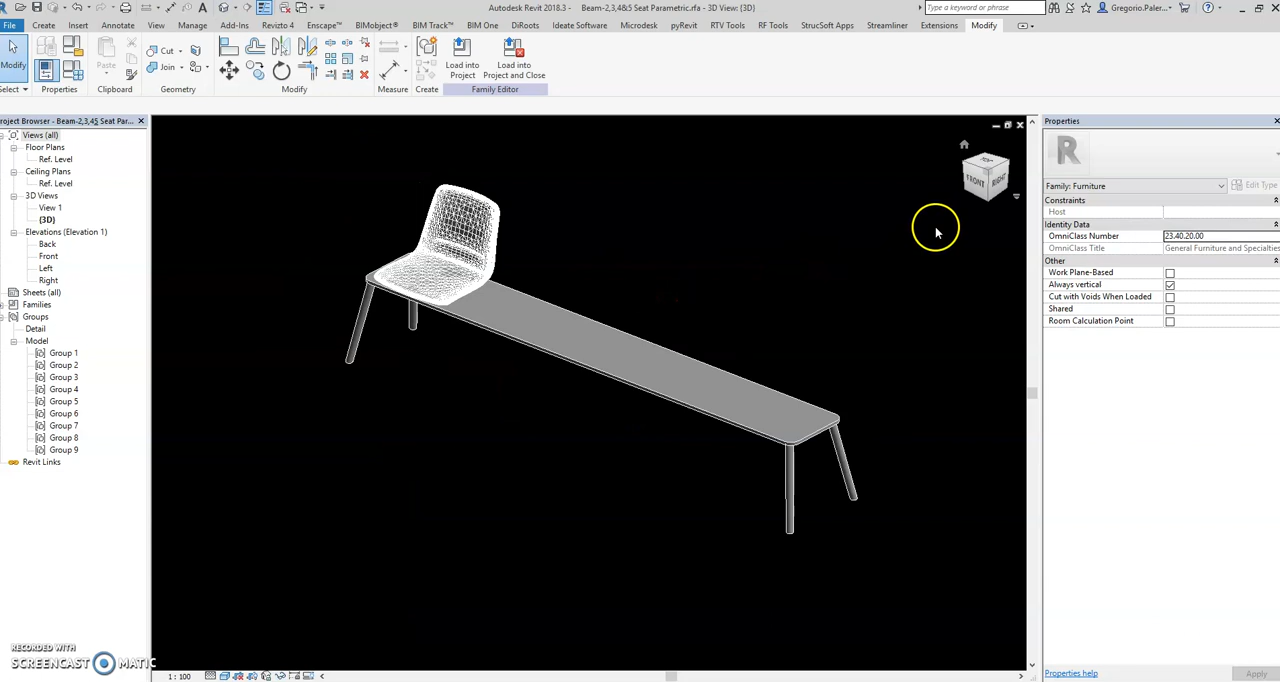 Autodesk Revit 2018.3 - Beam-2,3,4&5 Seat Parametric.rfa - 3D View: {3D}
Type a keyword or phrase
Gregorio.Paler...
File Create Insert Annotate View Manage Add-Ins Enscape™ BIMobject® BIM Track™ BIM One DiRoots Ideate Software Microdesk pyRevit RTV Tools RF Tools StrucSoft Apps Streamliner Extensions Modify
Modify
Paste
Cut
Join
Load into
Project
Load into
Project and Close
Select
Properties
Clipboard
Geometry
Modify
Measure
Create
Family Editor
roject Browser - Beam-2,3,4,5 Seat Par...
Views (all)
Floor Plans
Ref. Level
Ceiling Plans
Ref. Level
3D Views
View 1
{3D}
Elevations (Elevation 1)
Back
Front
Left
Right
Sheets (all)
Families
Groups
Detail
Model
Group 1
Group 2
Group 3
Group 4
Group 5
Group 6
Group 7
Group 8
Group 9
Revit Links
RECORDED WITH
SCREENCAST MATIC
TOP
FRONT
RIGHT
1 : 100
Properties
R
Family: Furniture
Edit Type
Constraints
Host
Identity Data
OmniClass Number 23.40.20.00
OmniClass Title General Furniture and Specialties
Other
Work Plane-Based
Always vertical
Cut with Voids When Loaded
Shared
Room Calculation Point
Properties help
Apply